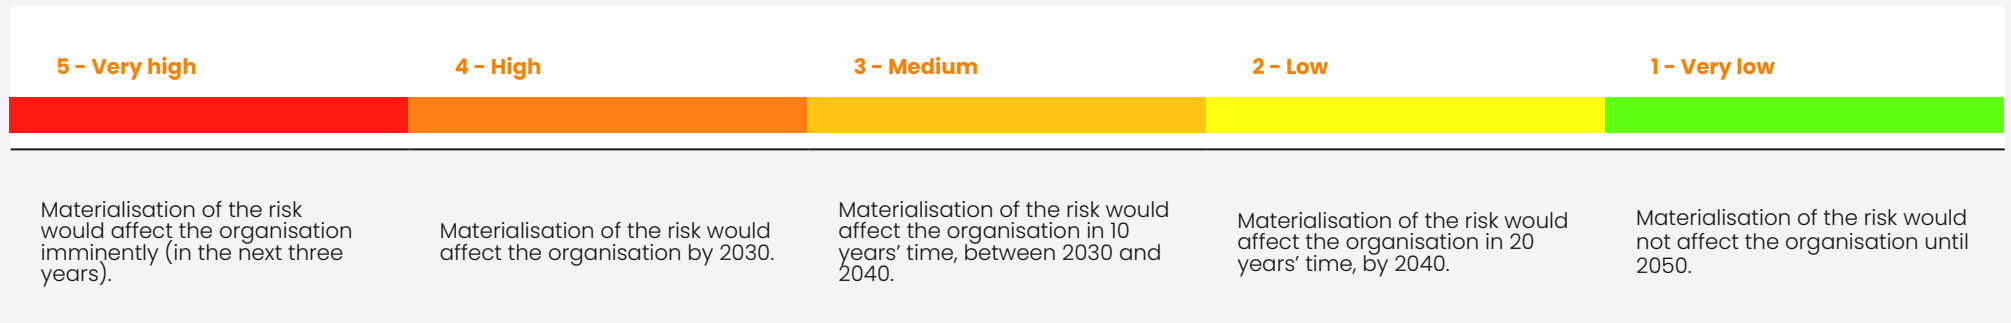 5 - Very high
4 - High
3 - Medium
2 - Low
1 - Very low
Materialisation of the risk
would affect the organisation
imminently (in the next three
years).
Materialisation of the risk would
affect the organisation by 2030.
Materialisation of the risk would
affect the organisation in 10
years’ time, between 2030 and
2040.
Materialisation of the risk would
affect the organisation in 20
years’ time, by 2040.
Materialisation of the risk would
not affect the organisation until
2050.